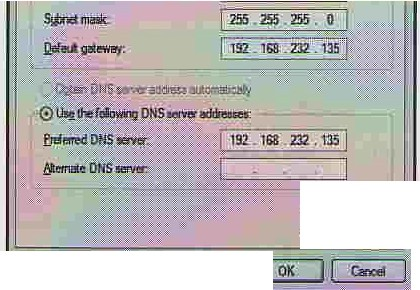 Subnet mask: 255 . 255 . 255 . 0
Default gateway: 192 . 168 . 232 . 135
Obtain DNS server address automatically
Use the following DNS server addresses:
Preferred DNS server: 192 . 168 . 232 . 135
Alternate DNS server: . . .
OK Cancel